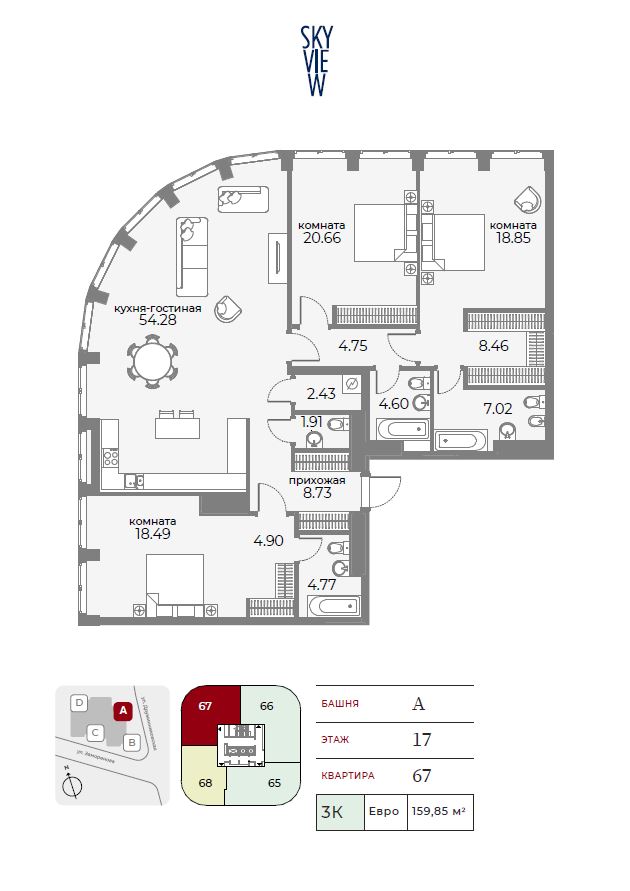 SKY
VIE
W
комната
20.66
комната
18.85
кухня-гостиная
54.28
4.75
8.46
2.43
4.60
7.02
1.91
прихожая
8.73
комната
18.49
4.90
4.77
D
A
C
B
ул. Дружинниковская
ул. Заморенова
N
67
66
68
65
БАШНЯ
A
ЭТАЖ
17
КВАРТИРА
67
3К
Евро
159,85 м²